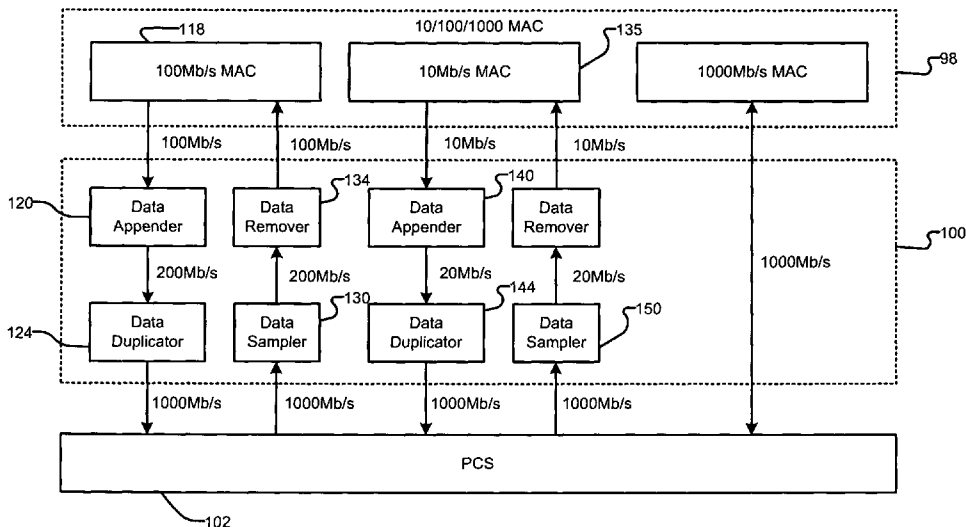 10/100/1000 MAC
118
135
98
100Mb/s MAC
10Mb/s MAC
1000Mb/s MAC
100Mb/s
100Mb/s
10Mb/s
10Mb/s
120
Data
Appender
134
Data
Remover
140
Data
Appender
Data
Remover
100
200Mb/s
200Mb/s
20Mb/s
20Mb/s
1000Mb/s
124
Data
Duplicator
130
Data
Sampler
144
Data
Duplicator
150
Data
Sampler
1000Mb/s
1000Mb/s
1000Mb/s
1000Mb/s
PCS
102